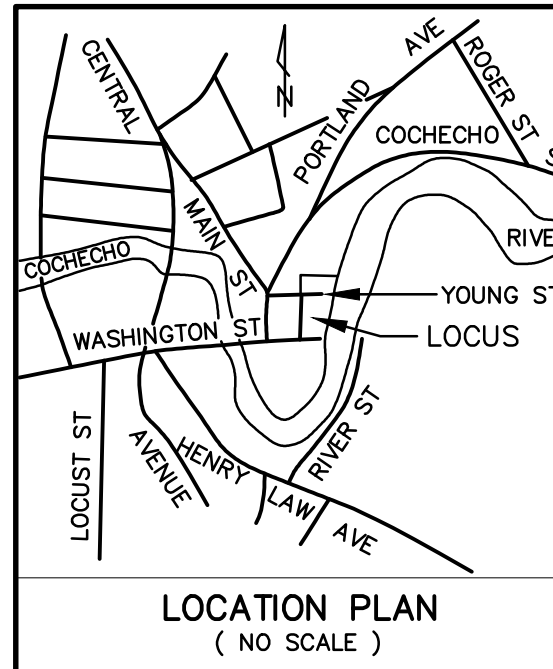 CENTRAL
AVENUE
N
PORTLAND AVE
ROGER ST
COCHECHO S
MAIN ST
RIVE
COCHECHO
YOUNG ST
WASHINGTON ST
LOCUS
LOCUST ST
HENRY LAW AVE
RIVER ST
LOCATION PLAN
( NO SCALE )